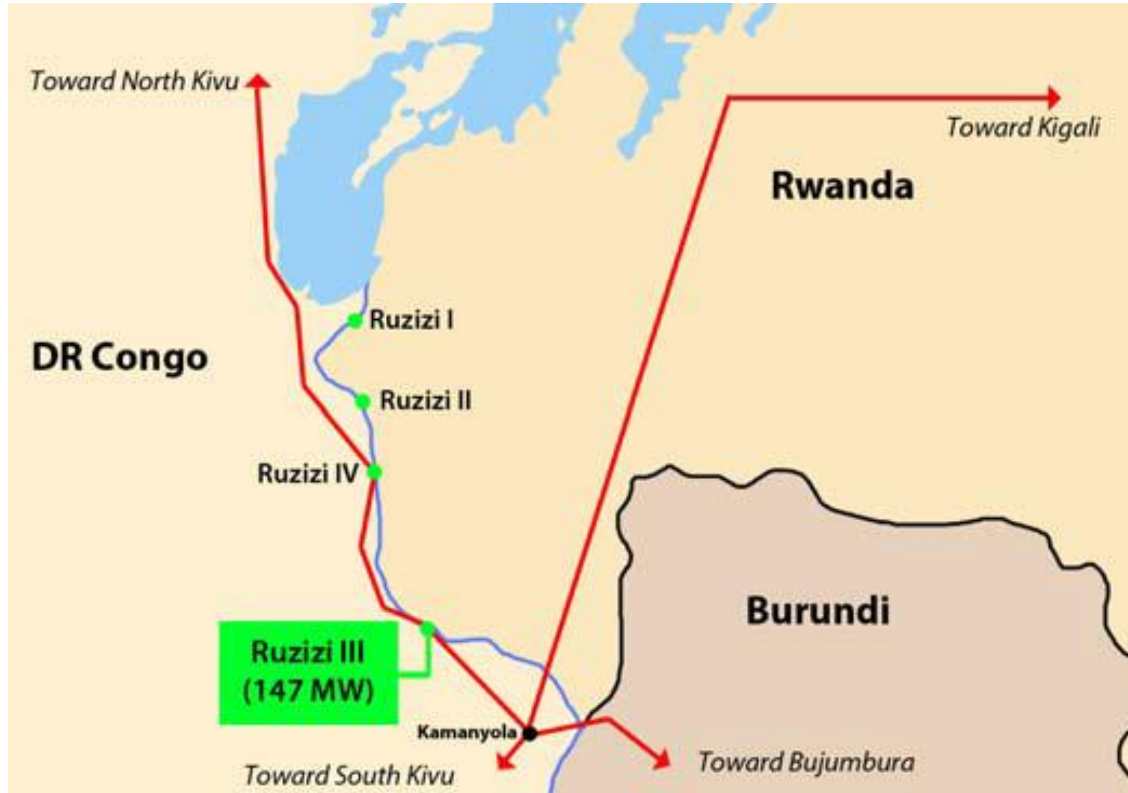 Toward North Kivu
Toward Kigali
Rwanda
Ruzizi I
DR Congo
Ruzizi II
Ruzizi IV
Burundi
Ruzizi III
(147 MW)
Kamanyola
Toward South Kivu
Toward Bujumbura